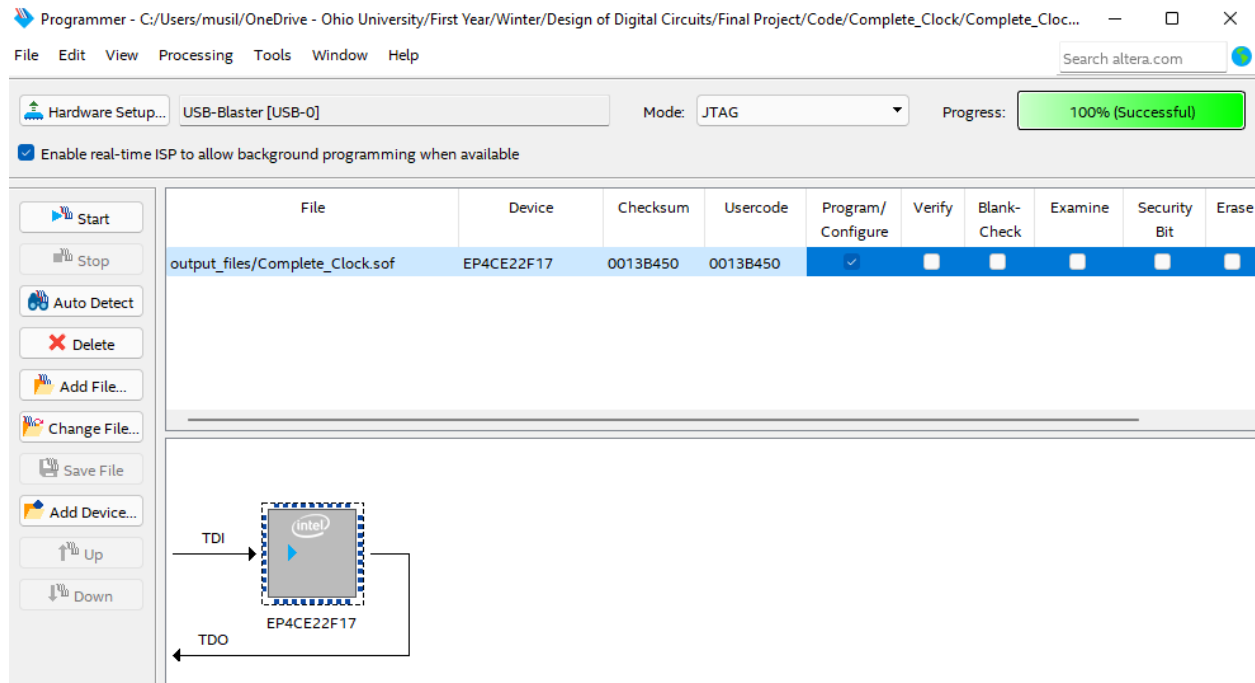 Programmer - C:/Users/musil/OneDrive - Ohio University/First Year/Winter/Design of Digital Circuits/Final Project/Code/Complete_Clock/Complete_Cloc...
File Edit View Processing Tools Window Help
Search altera.com
Hardware Setup... USB-Blaster [USB-0] Mode: JTAG Progress: 100% (Successful)
Enable real-time ISP to allow background programming when available
Start
Stop
Auto Detect
Delete
Add File...
Change File...
Save File
Add Device...
Up
Down
File Device Checksum Usercode Program/ Verify Blank- Examine Security Erase
Configure Check Bit
output_files/Complete_Clock.sof EP4CE22F17 0013B450 0013B450
TDI
intel
EP4CE22F17
TDO